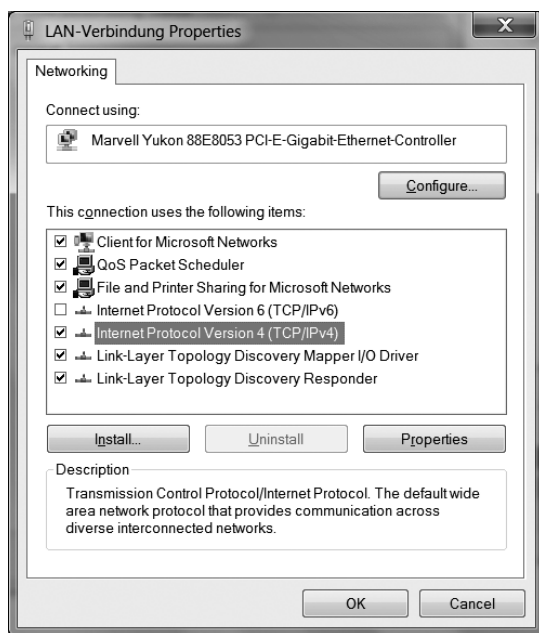 LAN-Verbindung Properties
X
Networking
Connect using:
Marvell Yukon 88E8053 PCI-E-Gigabit-Ethernet-Controller
Configure...
This connection uses the following items:
Client for Microsoft Networks
QoS Packet Scheduler
File and Printer Sharing for Microsoft Networks
Internet Protocol Version 6 (TCP/IPv6)
Internet Protocol Version 4 (TCP/IPv4)
Link-Layer Topology Discovery Mapper I/O Driver
Link-Layer Topology Discovery Responder
Install... Uninstall Properties
Description
Transmission Control Protocol/Internet Protocol. The default wide
area network protocol that provides communication across
diverse interconnected networks.
OK Cancel